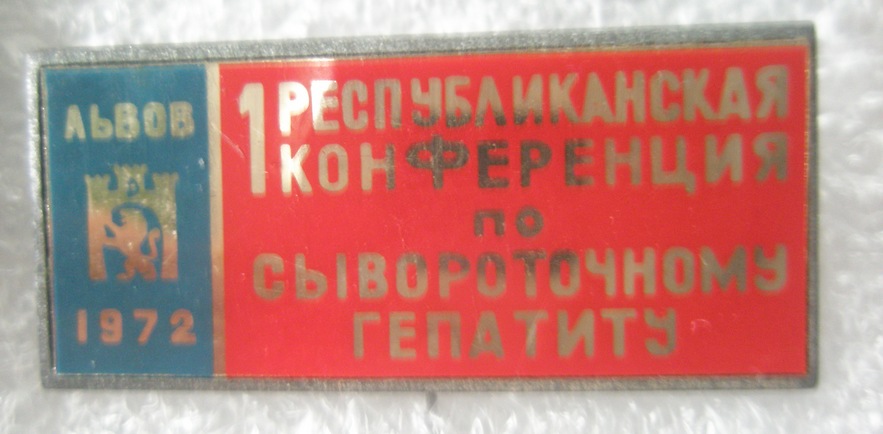 ЛЬВОВ
1972
1 РЕСПУБЛИКАНСКАЯ
КОНФЕРЕНЦИЯ
ПО
СЫВОРОТОЧНОМУ
ГЕПАТИТУ